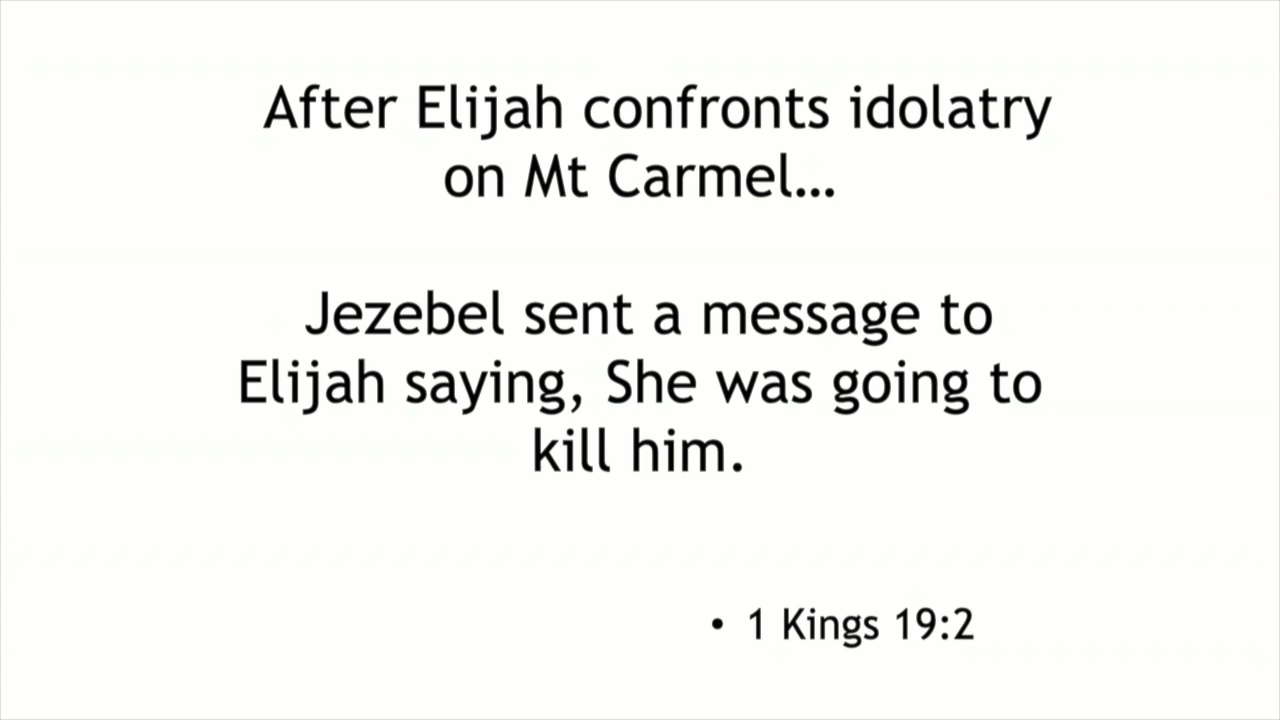 After Elijah confronts idolatry
on Mt Carmel…
Jezebel sent a message to
Elijah saying, She was going to
kill him.
• 1 Kings 19:2